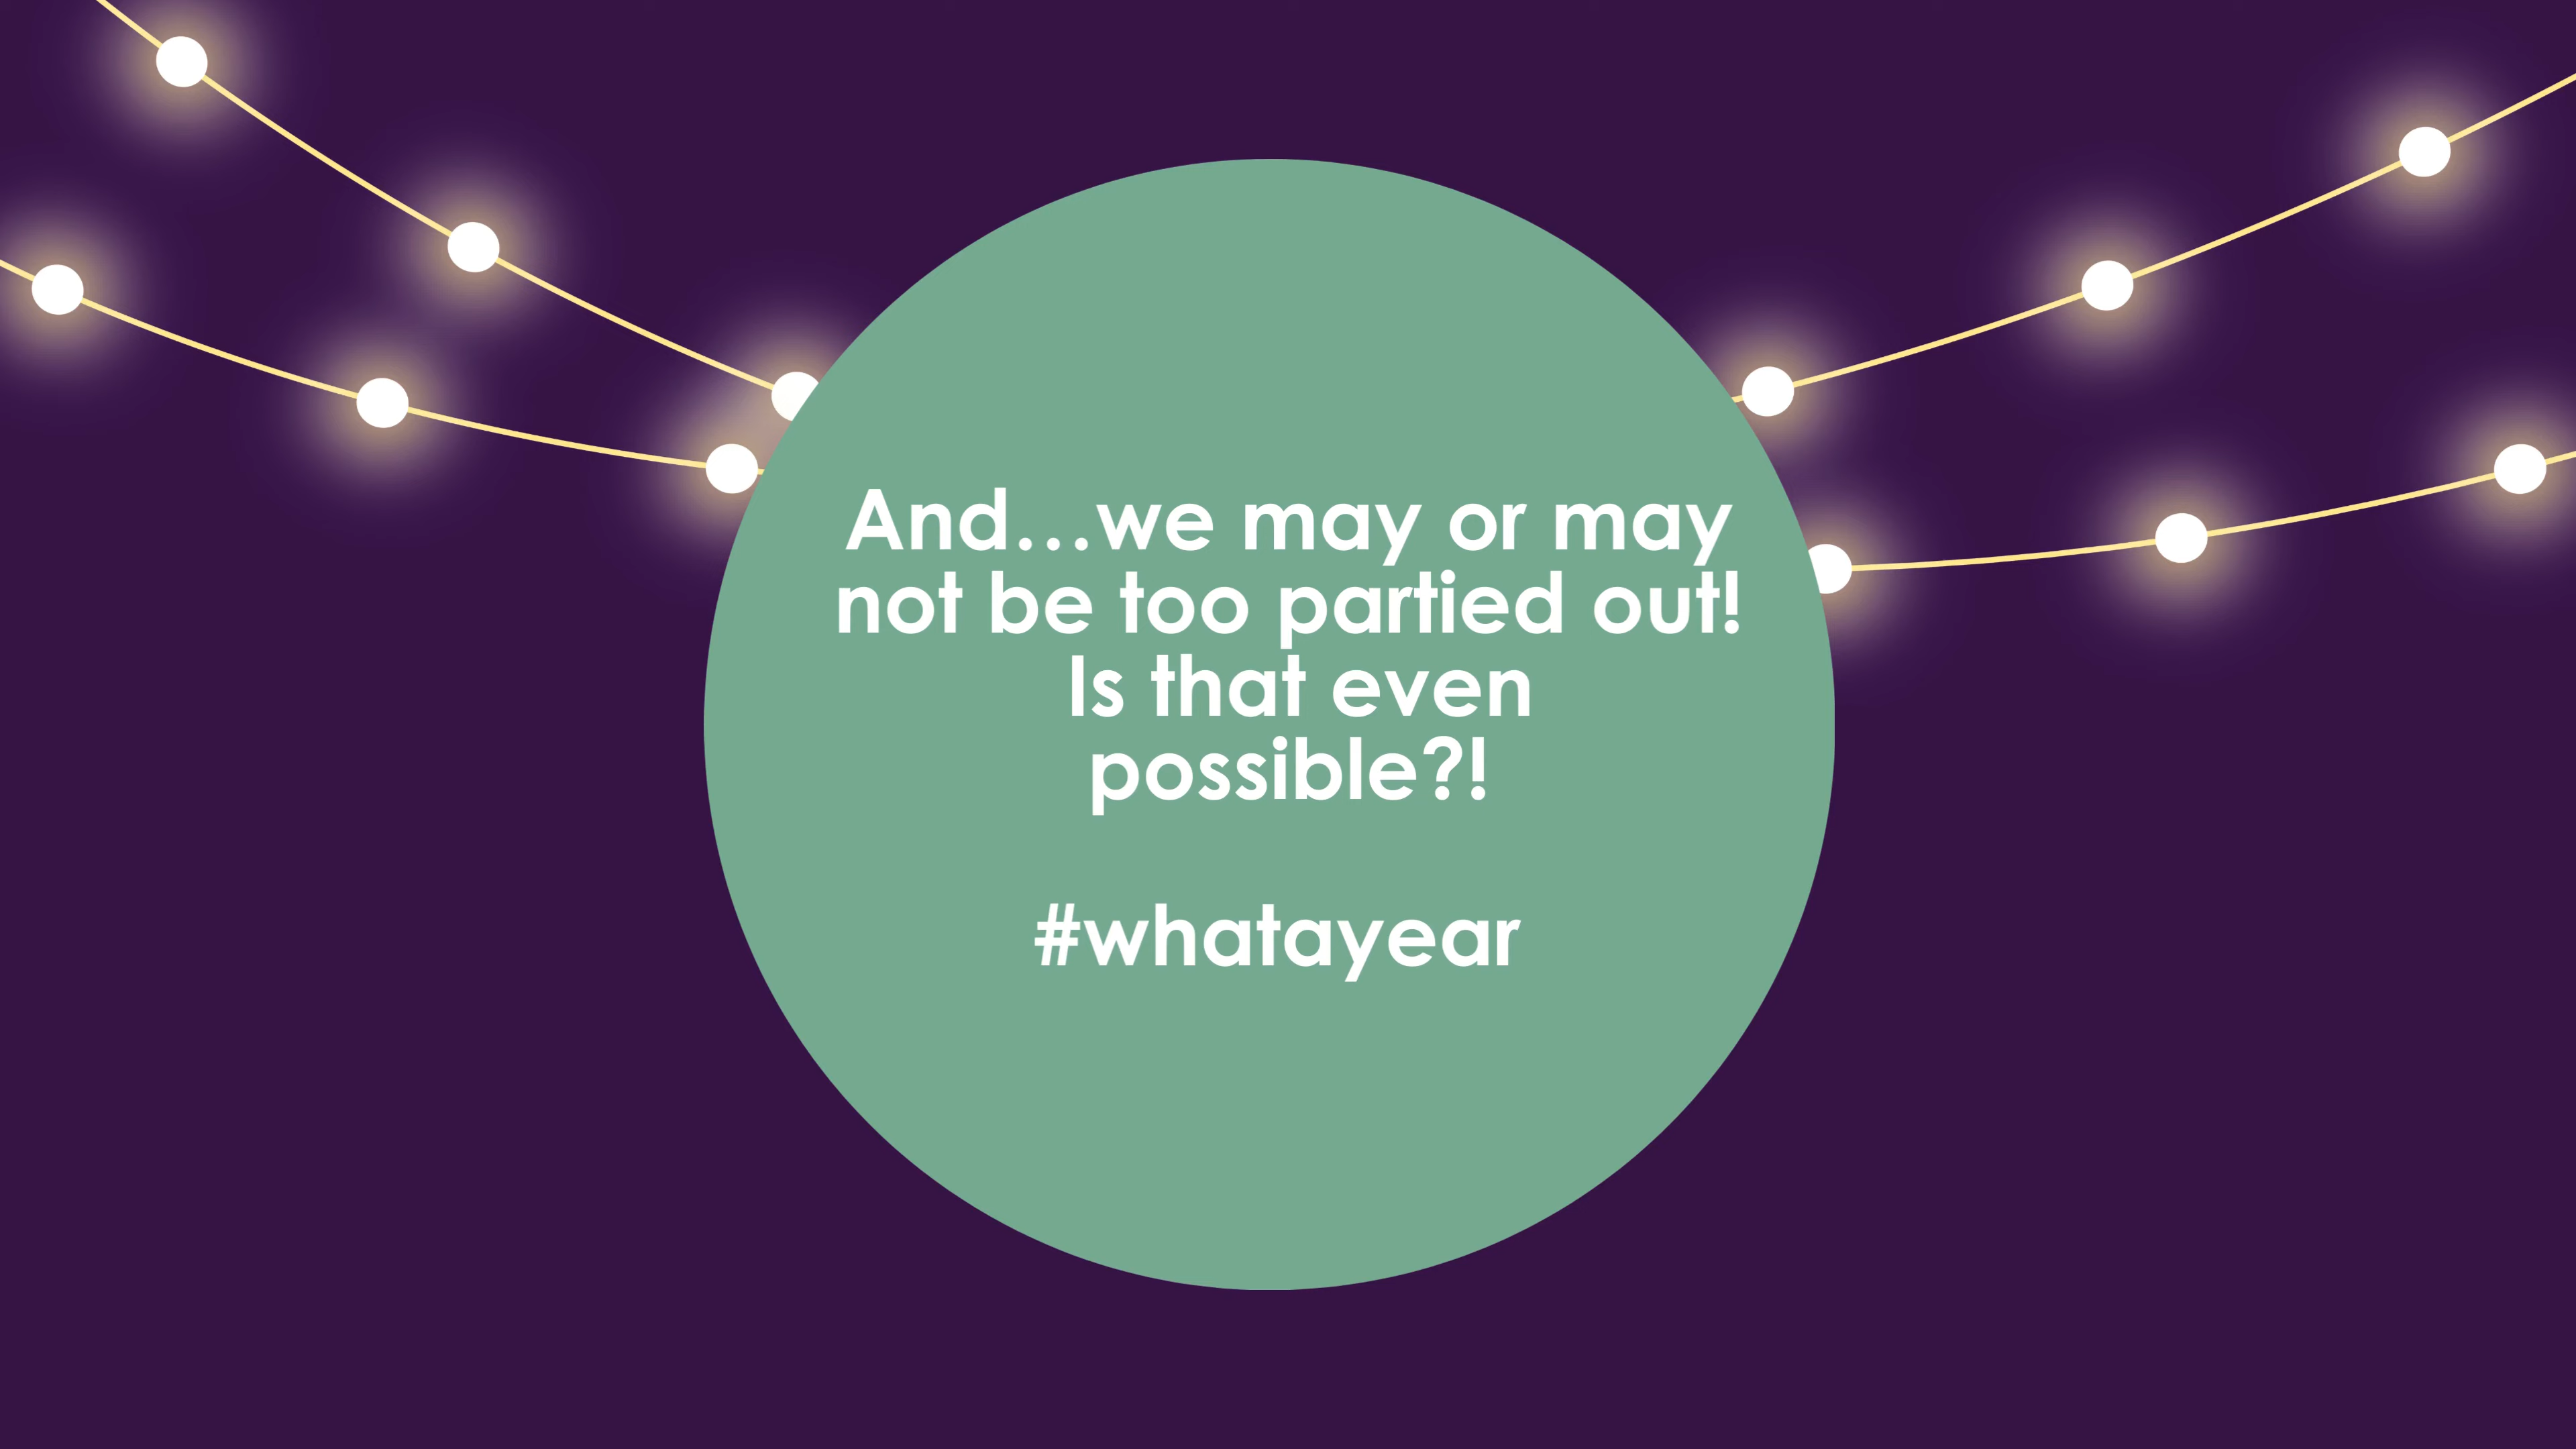 And...we may or may
not be too partied out!
Is that even
possible?!
#whatayear